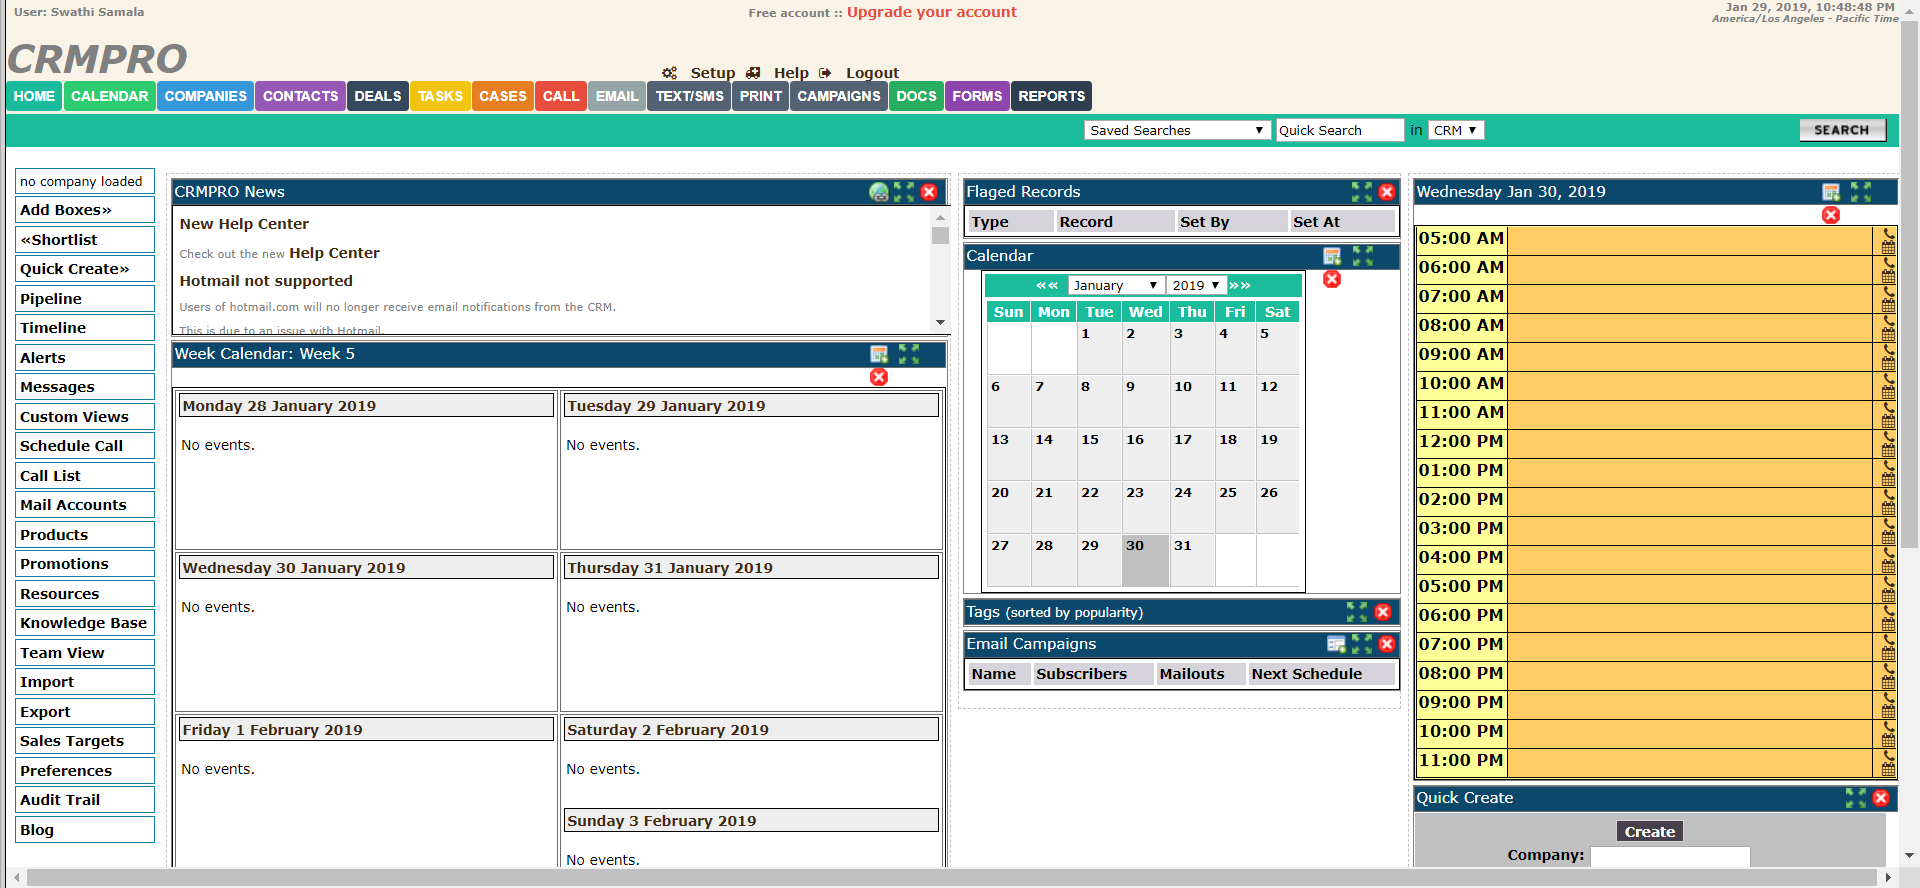 User: Swathi Samala
Free account :: Upgrade your account
Jan 29, 2019, 10:48:48 PM
America/Los Angeles - Pacific Time
CRMPRO
Setup Help Logout
HOME CALENDAR COMPANIES CONTACTS DEALS TASKS CASES CALL EMAIL TEXT/SMS PRINT CAMPAIGNS DOCS FORMS REPORTS
Saved Searches Quick Search in CRM SEARCH
no company loaded
Add Boxes»
«Shortlist
Quick Create»
Pipeline
Timeline
Alerts
Messages
Custom Views
Schedule Call
Call List
Mail Accounts
Products
Promotions
Resources
Knowledge Base
Team View
Import
Export
Sales Targets
Preferences
Audit Trail
Blog
CRMPRO News
New Help Center
Check out the new Help Center
Hotmail not supported
Users of hotmail.com will no longer receive email notifications from the CRM.
This is due to an issue with Hotmail.
Week Calendar: Week 5
Monday 28 January 2019
No events.
Tuesday 29 January 2019
No events.
Wednesday 30 January 2019
No events.
Thursday 31 January 2019
No events.
Friday 1 February 2019
No events.
Saturday 2 February 2019
No events.
Sunday 3 February 2019
No events.
Flaged Records
Type Record Set By Set At
Calendar
«« January 2019 »»
Sun Mon Tue Wed Thu Fri Sat
1 2 3 4 5
6 7 8 9 10 11 12
13 14 15 16 17 18 19
20 21 22 23 24 25 26
27 28 29 30 31
Tags (sorted by popularity)
Email Campaigns
Name Subscribers Mailouts Next Schedule
Wednesday Jan 30, 2019
05:00 AM
06:00 AM
07:00 AM
08:00 AM
09:00 AM
10:00 AM
11:00 AM
12:00 PM
01:00 PM
02:00 PM
03:00 PM
04:00 PM
05:00 PM
06:00 PM
07:00 PM
08:00 PM
09:00 PM
10:00 PM
11:00 PM
Quick Create
Create
Company: